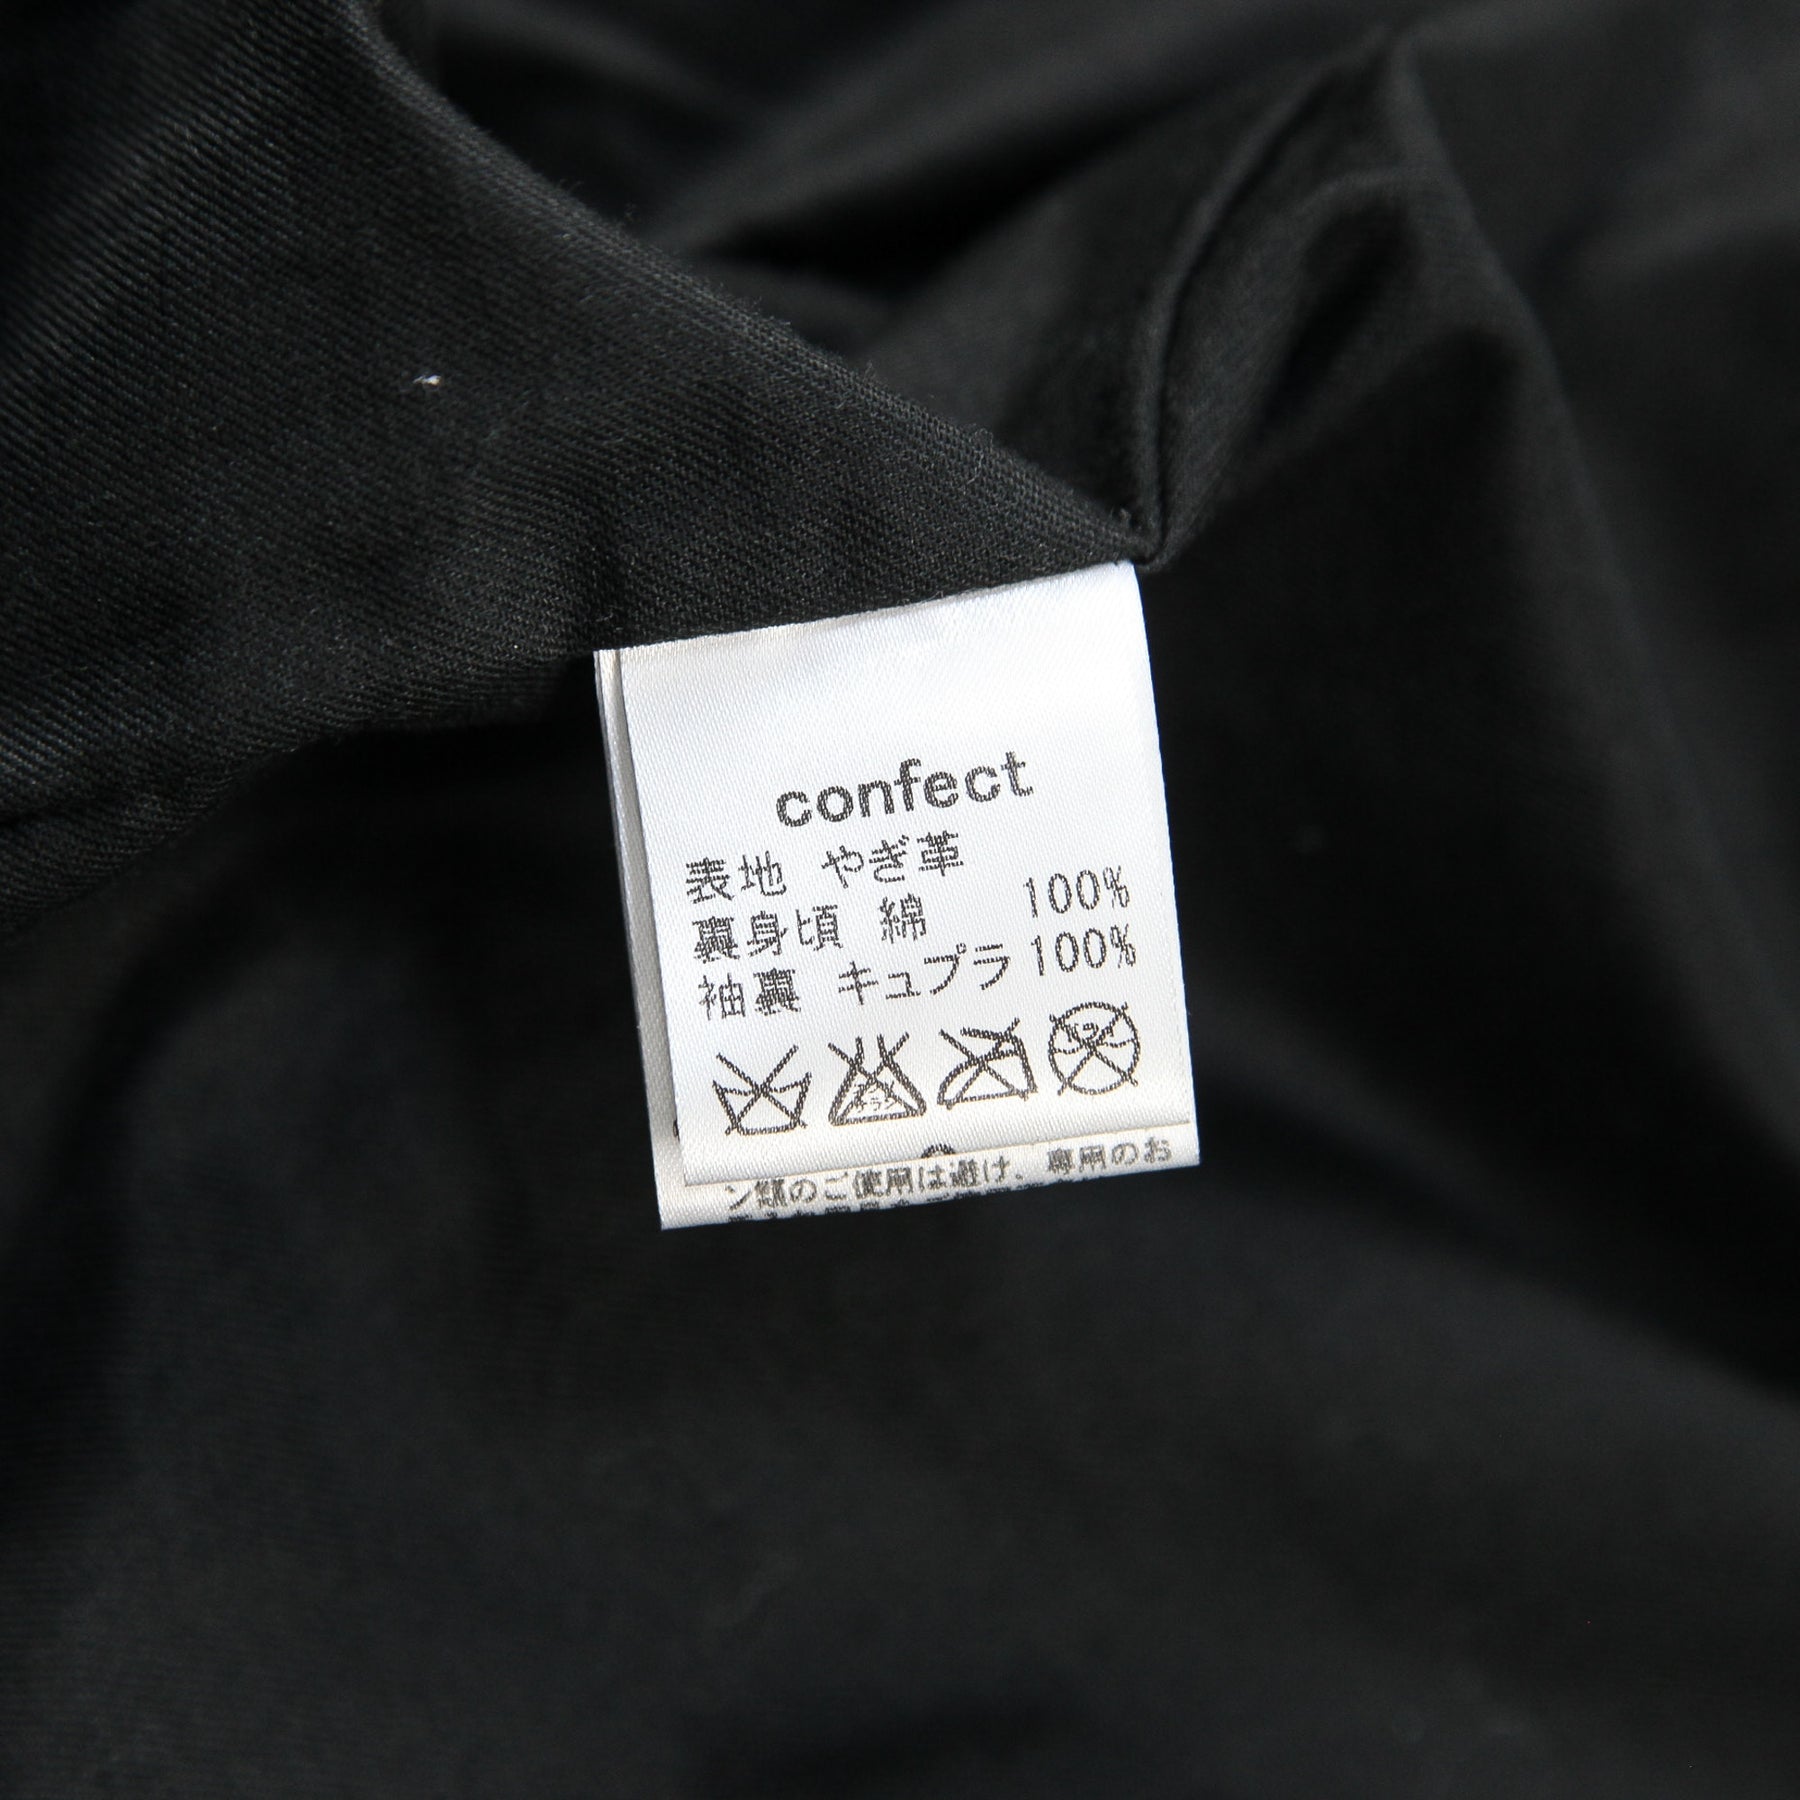 confect
表地 やぎ革
裏身頃 綿 100%
袖裏 キュプラ 100%
ン類のご使用は避け、専用のお